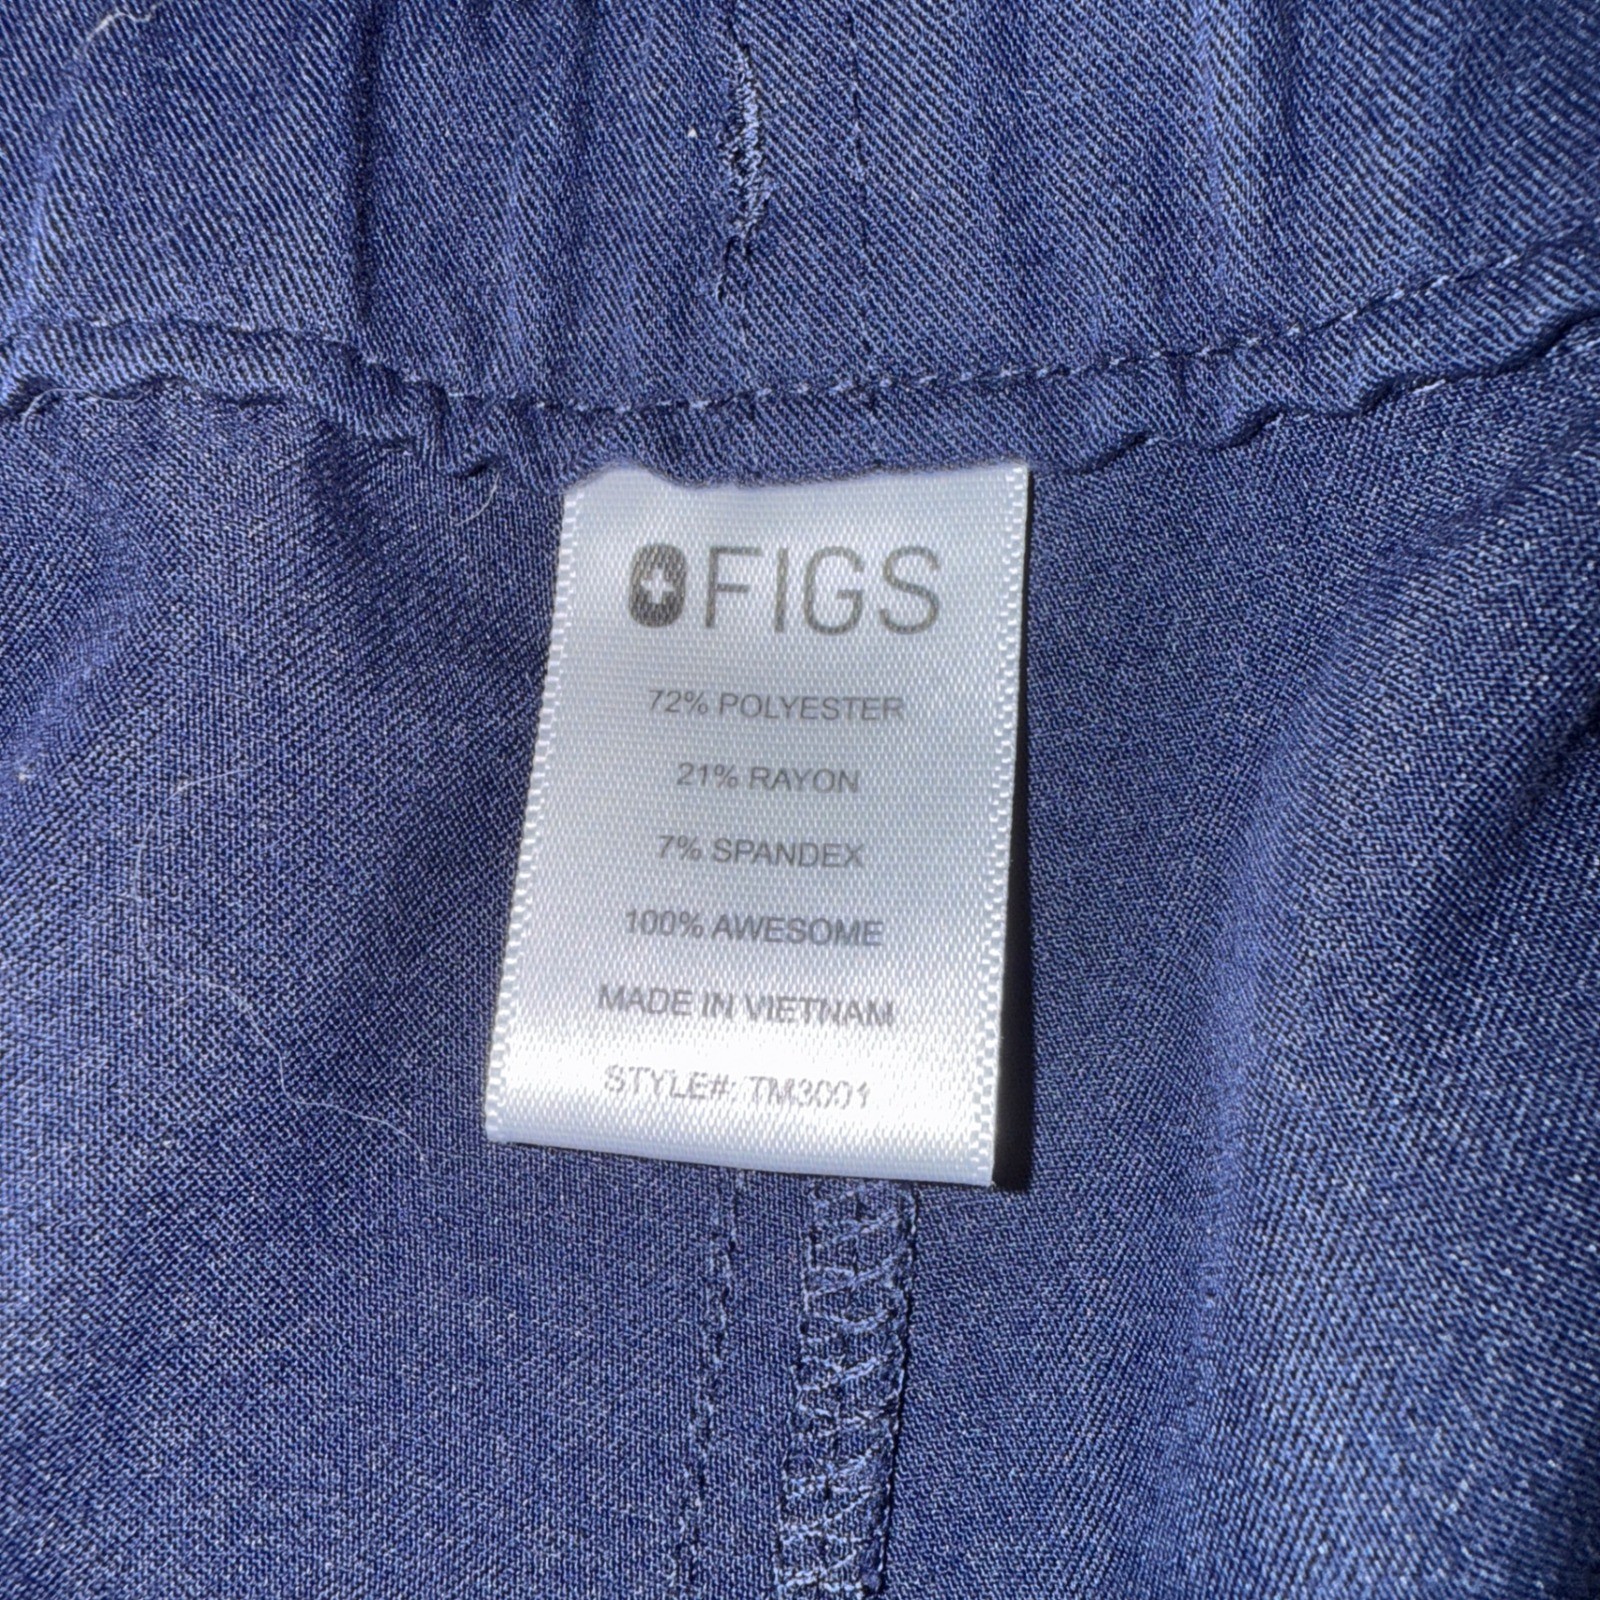 FIGS
72% POLYESTER
21% RAYON
7% SPANDEX
100% AWESOME
MADE IN VIETNAM
STYLE#: TM3001